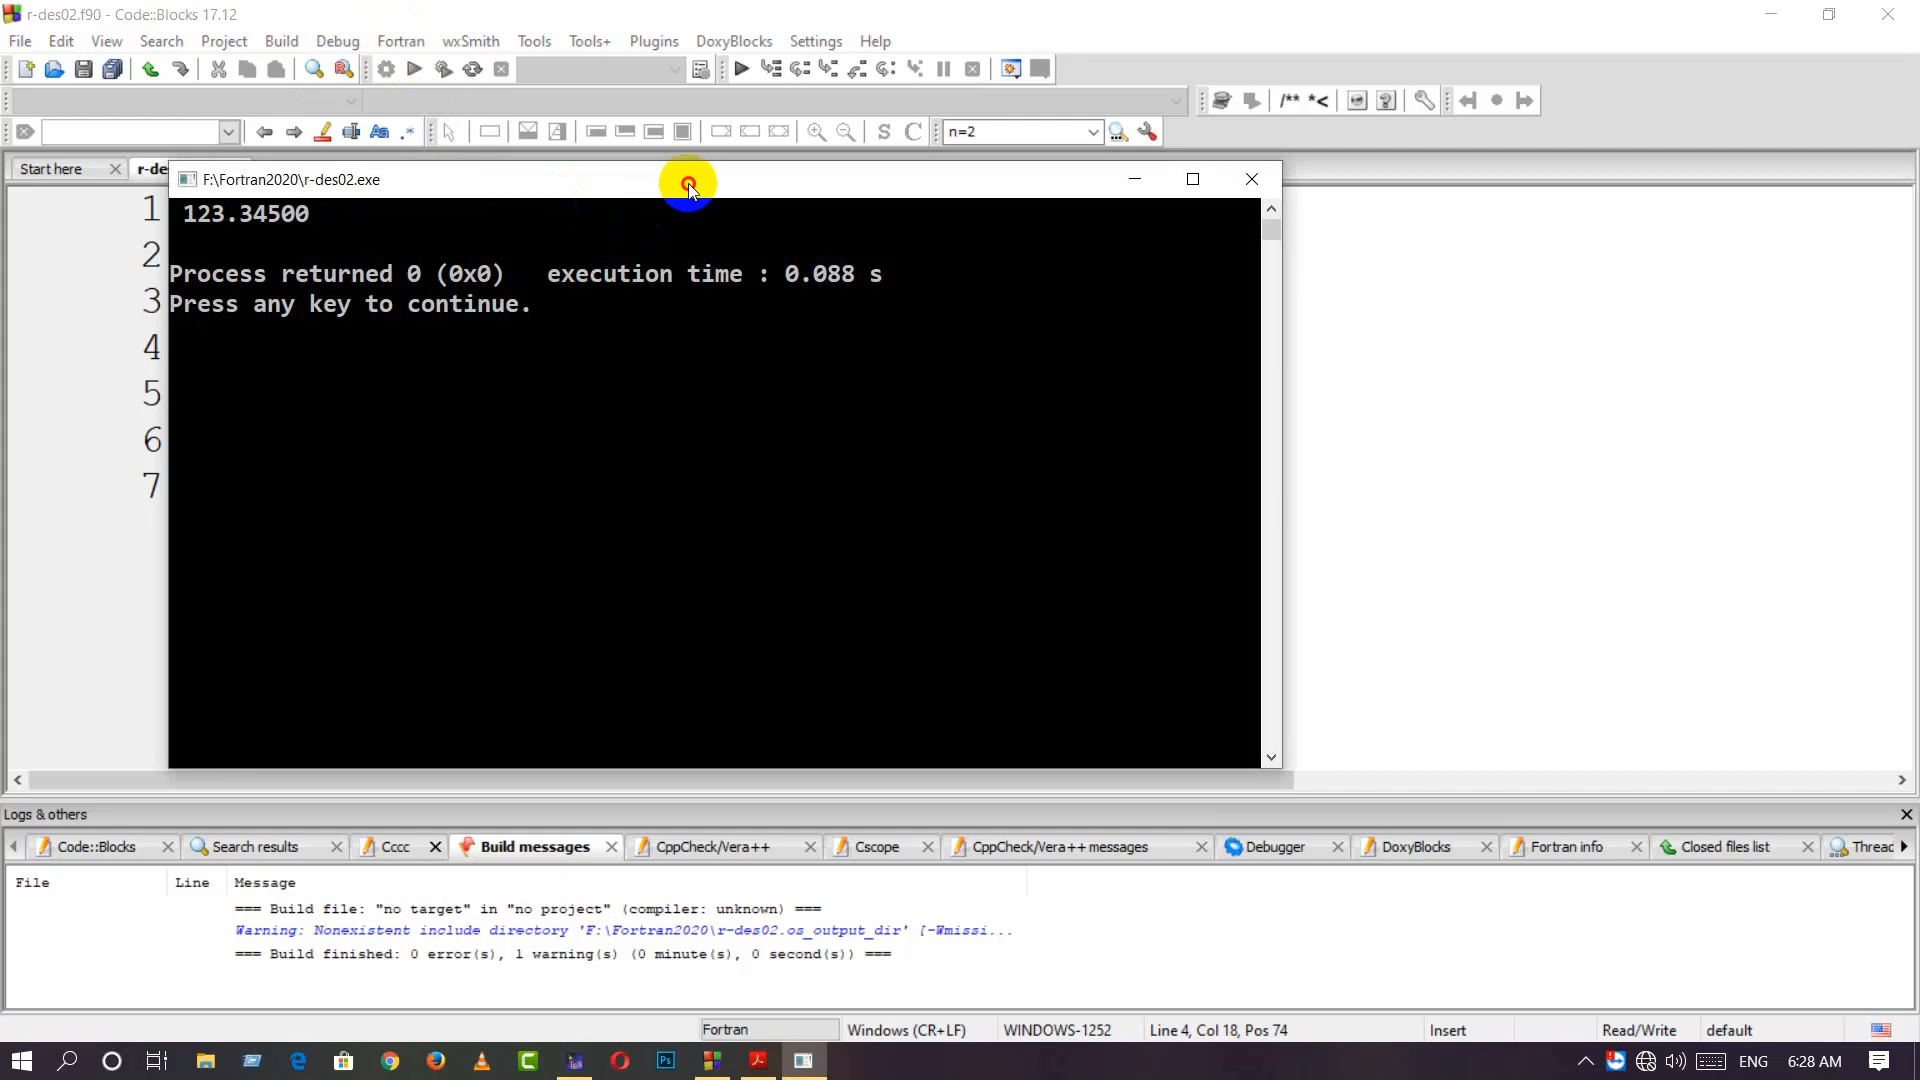 r-des02.f90 - Code::Blocks 17.12
File Edit View Search Project Build Debug Fortran wxSmith Tools Tools+ Plugins DoxyBlocks Settings Help
/** *<
n=2
S C
Start here r-de
F:\Fortran2020\r-des02.exe
123.34500
Process returned 0 (0x0) execution time : 0.088 s
Press any key to continue.
1
2
3
4
5
6
7
Logs & others
Code::Blocks Search results Cccc Build messages CppCheck/Vera++ Cscope CppCheck/Vera++ messages Debugger DoxyBlocks Fortran info Closed files list Threac
File Line Message
=== Build file: "no target" in "no project" (compiler: unknown) ===
Warning: Nonexistent include directory 'F:\Fortran2020\r-des02.os_output_dir' [-Wmissi...
=== Build finished: 0 error(s), 1 warning(s) (0 minute(s), 0 second(s)) ===
Fortran Windows (CR+LF) WINDOWS-1252 Line 4, Col 18, Pos 74 Insert Read/Write default
ENG 6:28 AM